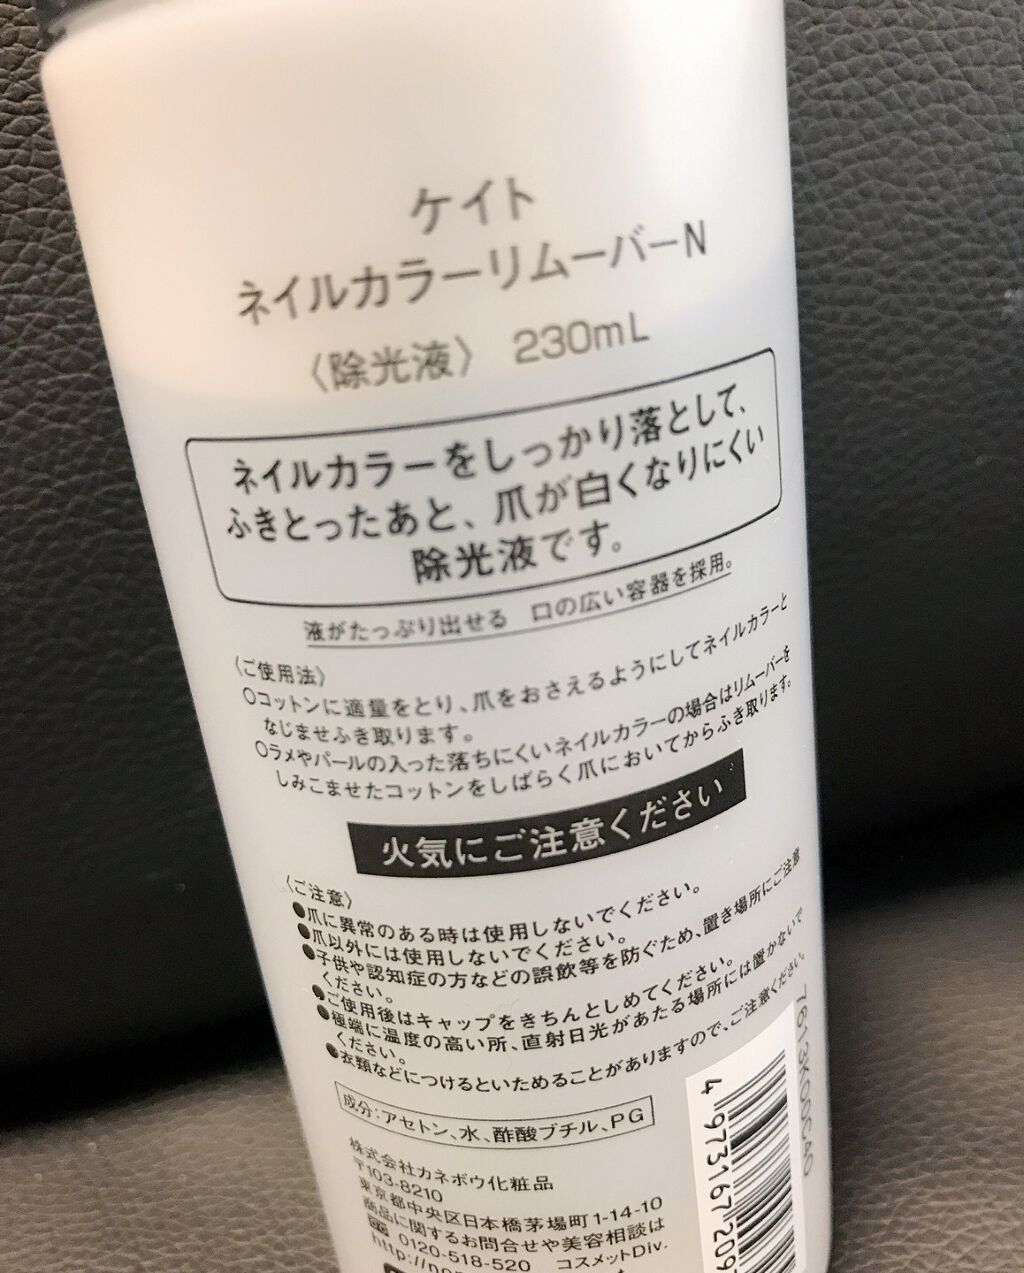 ケイト
ネイルカラーリムーバーN
〈除光液〉 230mL
ネイルカラーをしっかり落として、
ふきとったあと、爪が白くなりにくい
除光液です。
液がたっぷり出せる 口の広い容器を採用。
〈ご使用法〉
○コットンに適量をとり、爪をおさえるようにしてネイルカラーと
なじませふき取ります。
○ラメやパールの入った落ちにくいネイルカラーの場合はリムーバーを
しみこませたコットンをしばらく爪においてからふき取ります。
火気にご注意ください
〈ご注意〉
●爪に異常のある時は使用しないでください。
●爪以外には使用しないでください。
●子供や認知症の方などの誤飲等を防ぐため、置き場所にご注意
ください。
●ご使用後はキャップをきちんとしめてください。
●極端に温度の高い所、直射日光があたる場所には置かないで
ください。
●衣類などにつけるといためることがありますので、ご注意ください。
成分：アセトン、水、酢酸ブチル、PG
株式会社カネボウ化粧品
〒103-8210
東京都中央区日本橋茅場町1-14-10
商品に関するお問合せや美容相談は
0120-518-520 コスメットDiv.
4 973167 209